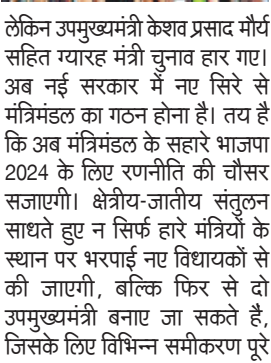 लेकिन उपमुख्यमंत्री केशव प्रसाद मौर्य
सहित ग्यारह मंत्री चुनाव हार गए।
अब नई सरकार में नए सिरे से
मंत्रिमंडल का गठन होना है। तय है
कि अब मंत्रिमंडल के सहारे भाजपा
2024 के लिए रणनीति की चौसर
सजाएगी। क्षेत्रीय-जातीय संतुलन
साधते हुए न सिर्फ हारे मंत्रियों के
स्थान पर भरपाई नए विधायकों से
की जाएगी, बल्कि फिर से दो
उपमुख्यमंत्री बनाए जा सकते हैं,
जिसके लिए विभिन्न समीकरण पूरे